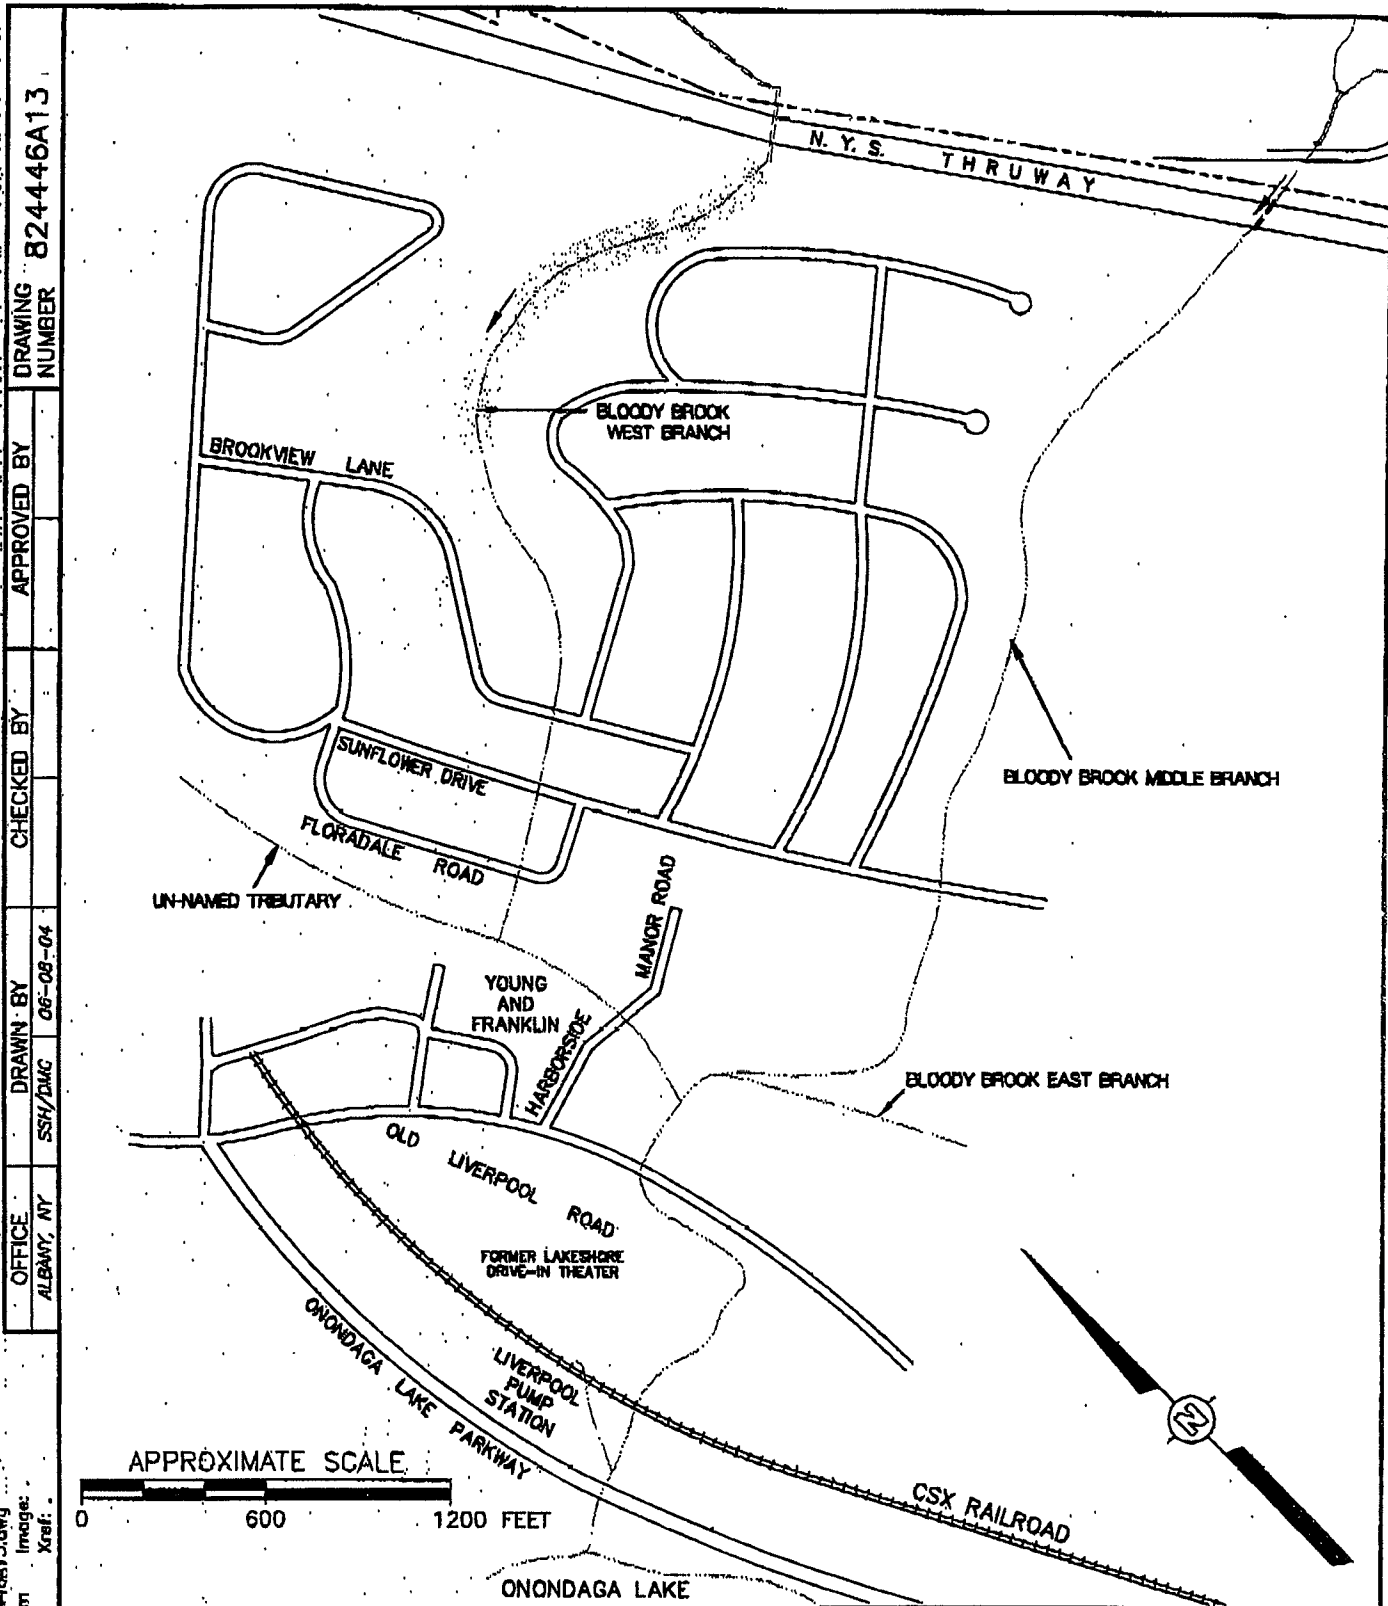 DRAWING
NUMBER
824446A13
APPROVED BY
CHECKED BY
DRAWN BY
SSH/DMG
06-08-04
OFFICE
ALBANY, NY
Image:
Xref:
N. Y. S. THRUWAY
BLOODY BROOK
WEST BRANCH
BROOKVIEW LANE
BLOODY BROOK MIDDLE BRANCH
SUNFLOWER DRIVE
FLORADALE ROAD
UN-NAMED TRIBUTARY
MANOR ROAD
YOUNG
AND
FRANKLIN
HARBORSIDE
BLOODY BROOK EAST BRANCH
OLD LIVERPOOL ROAD
FORMER LAKESHORE
DRIVE-IN THEATER
ONONDAGA LAKE PARKWAY
LIVERPOOL
PUMP
STATION
N
CSX RAILROAD
APPROXIMATE SCALE
0 600 1200 FEET
ONONDAGA LAKE